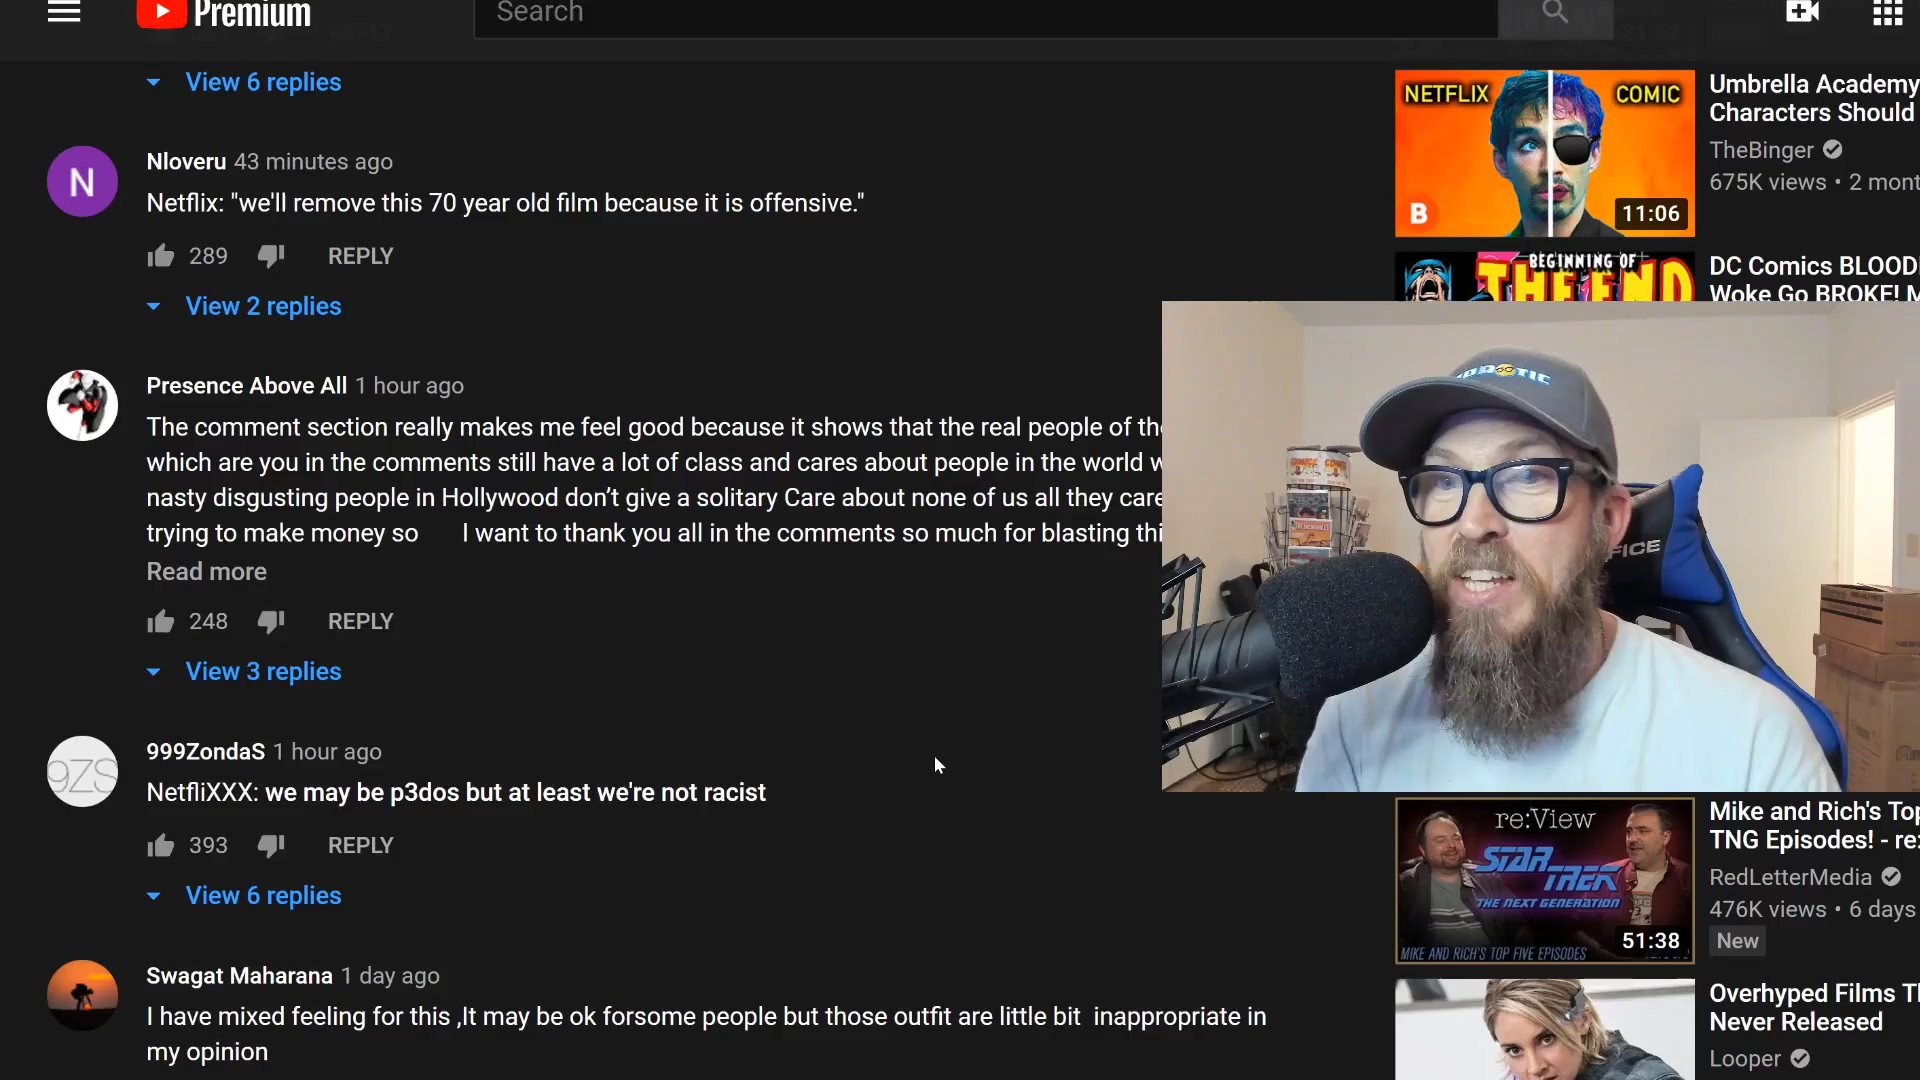 Premium
Search
View 6 replies
Nloveru 43 minutes ago
Netflix: "we'll remove this 70 year old film because it is offensive."
289 REPLY
View 2 replies
Presence Above All 1 hour ago
The comment section really makes me feel good because it shows that the real people of the
which are you in the comments still have a lot of class and cares about people in the world w
nasty disgusting people in Hollywood don't give a solitary Care about none of us all they care
trying to make money so I want to thank you all in the comments so much for blasting thi
Read more
248 REPLY
View 3 replies
999ZondaS 1 hour ago
NetfliXXX: we may be p3dos but at least we're not racist
393 REPLY
View 6 replies
Swagat Maharana 1 day ago
I have mixed feeling for this ,It may be ok forsome people but those outfit are little bit inappropriate in
my opinion
N
9ZS
NETFLIX COMIC
B
11:06
Umbrella Academy
Characters Should
TheBinger
675K views • 2 mont
BEGINNING OF
THE END
DC Comics BLOOD
Woke Go BROKE! M
FICE
re:View
STAR TREK
THE NEXT GENERATION
MIKE AND RICH'S TOP FIVE EPISODES
51:38
Mike and Rich's Top
TNG Episodes! - re:
RedLetterMedia
476K views • 6 days
New
Overhyped Films T
Never Released
Looper